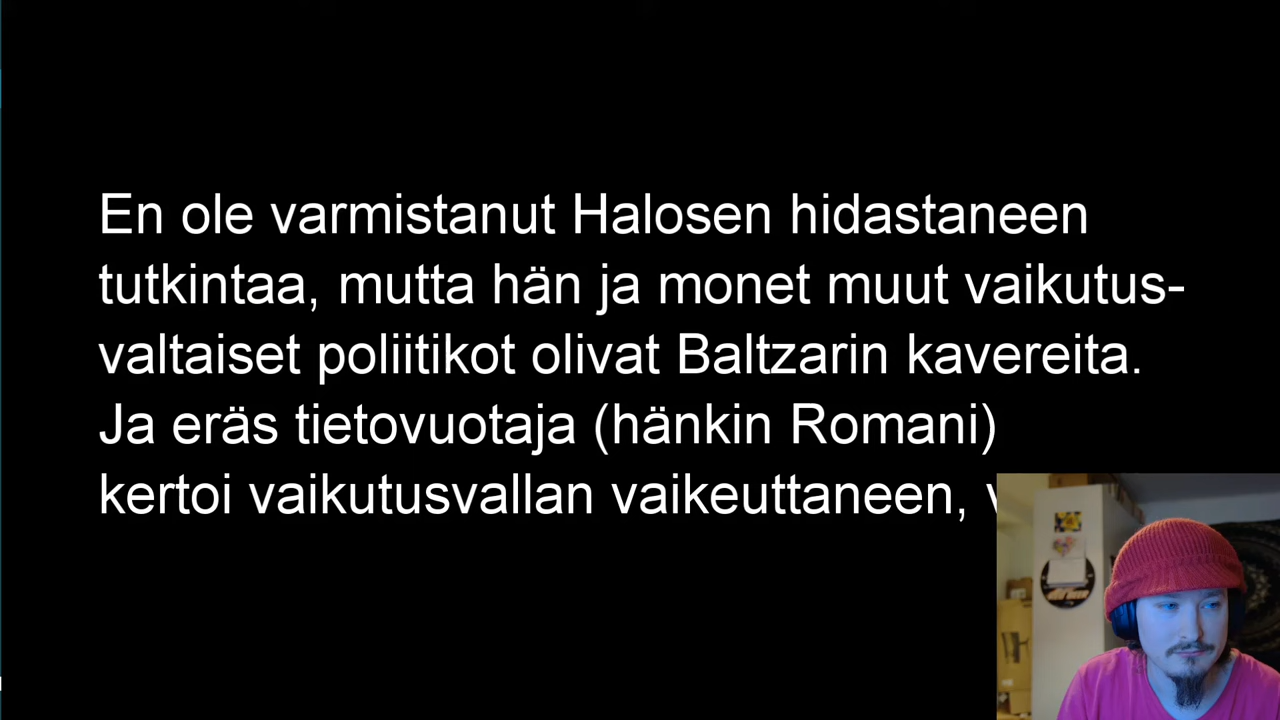 En ole varmistanut Halosen hidastaneen
tutkintaa, mutta hän ja monet muut vaikutus-
valtaiset poliitikot olivat Baltzarin kavereita.
Ja eräs tietovuotaja (hänkin Romani)
kertoi vaikutusvallan vaikeuttaneen,